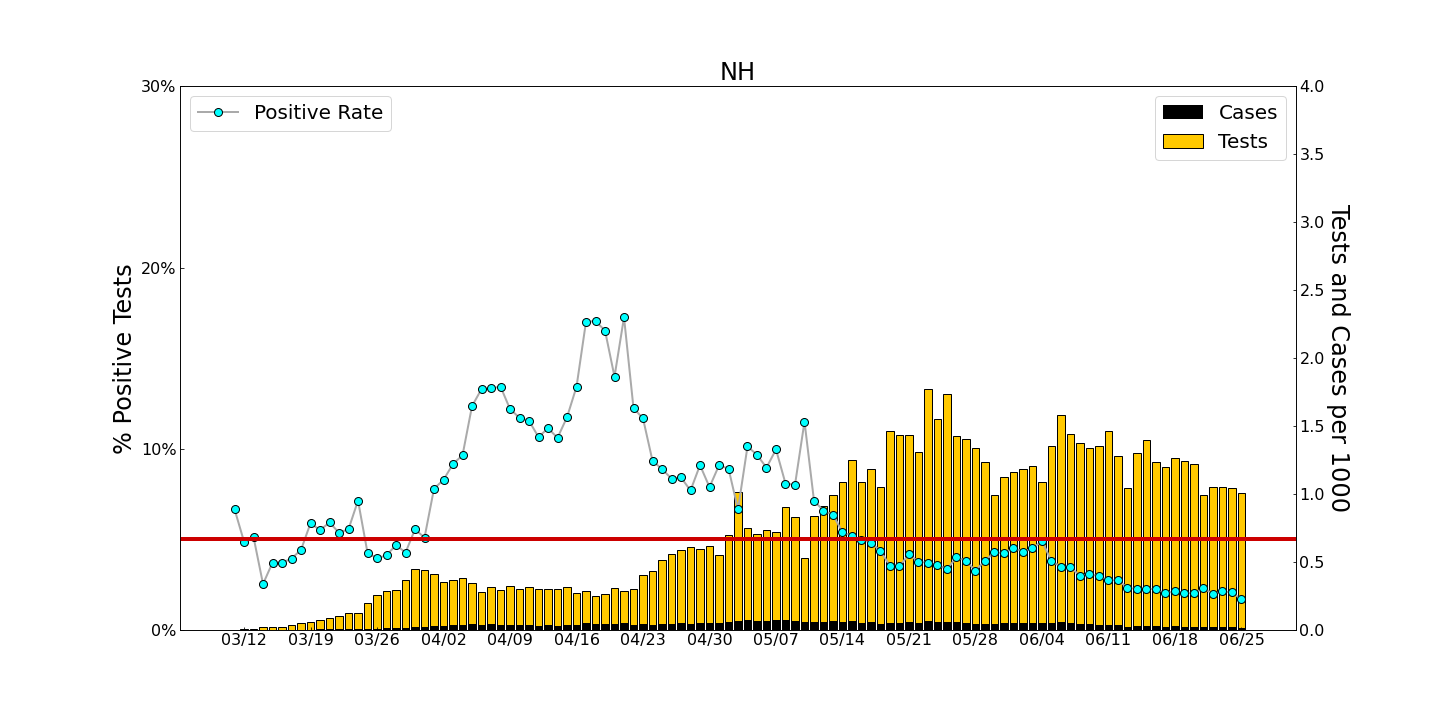 NH
30%
20%
10%
0%
% Positive Tests
Positive Rate
Cases
Tests
4.0
3.5
3.0
2.5
2.0
1.5
1.0
0.5
0.0
Tests and Cases per 1000
03/12 03/19 03/26 04/02 04/09 04/16 04/23 04/30 05/07 05/14 05/21 05/28 06/04 06/11 06/18 06/25